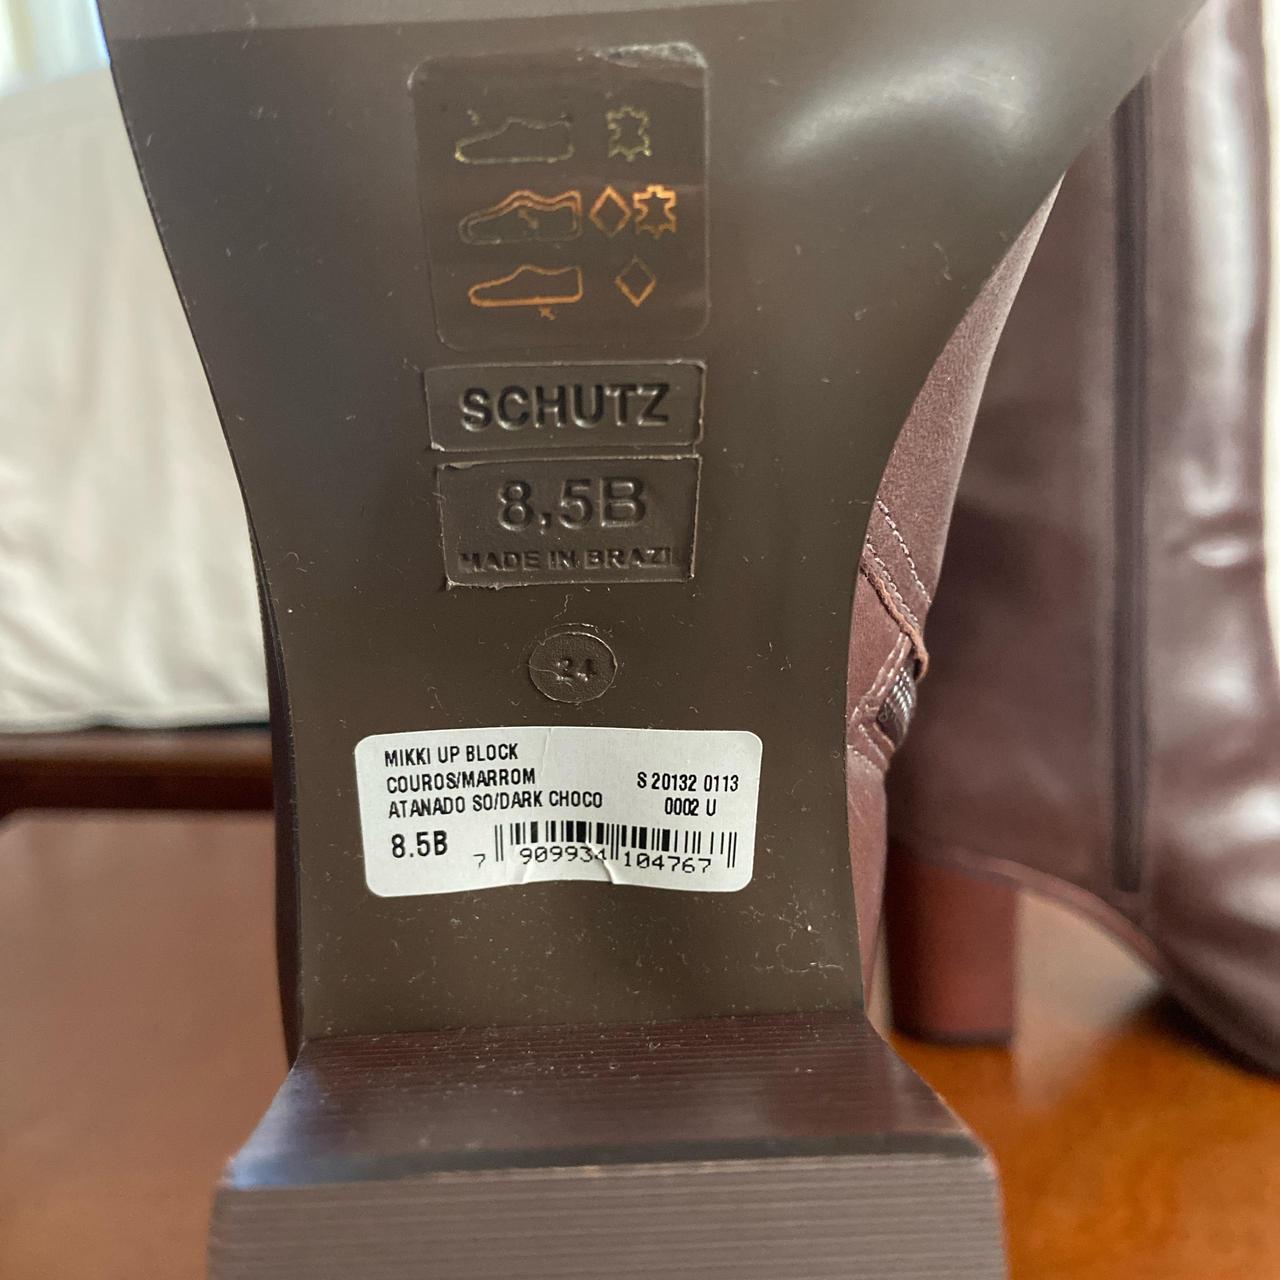 SCHUTZ
8,5B
MADE IN BRAZIL
24
MIKKI UP BLOCK
COUROS/MARROM
ATANADO SO/DARK CHOCO
S 20132 0113
0002 U
8.5B
7 909934 104767